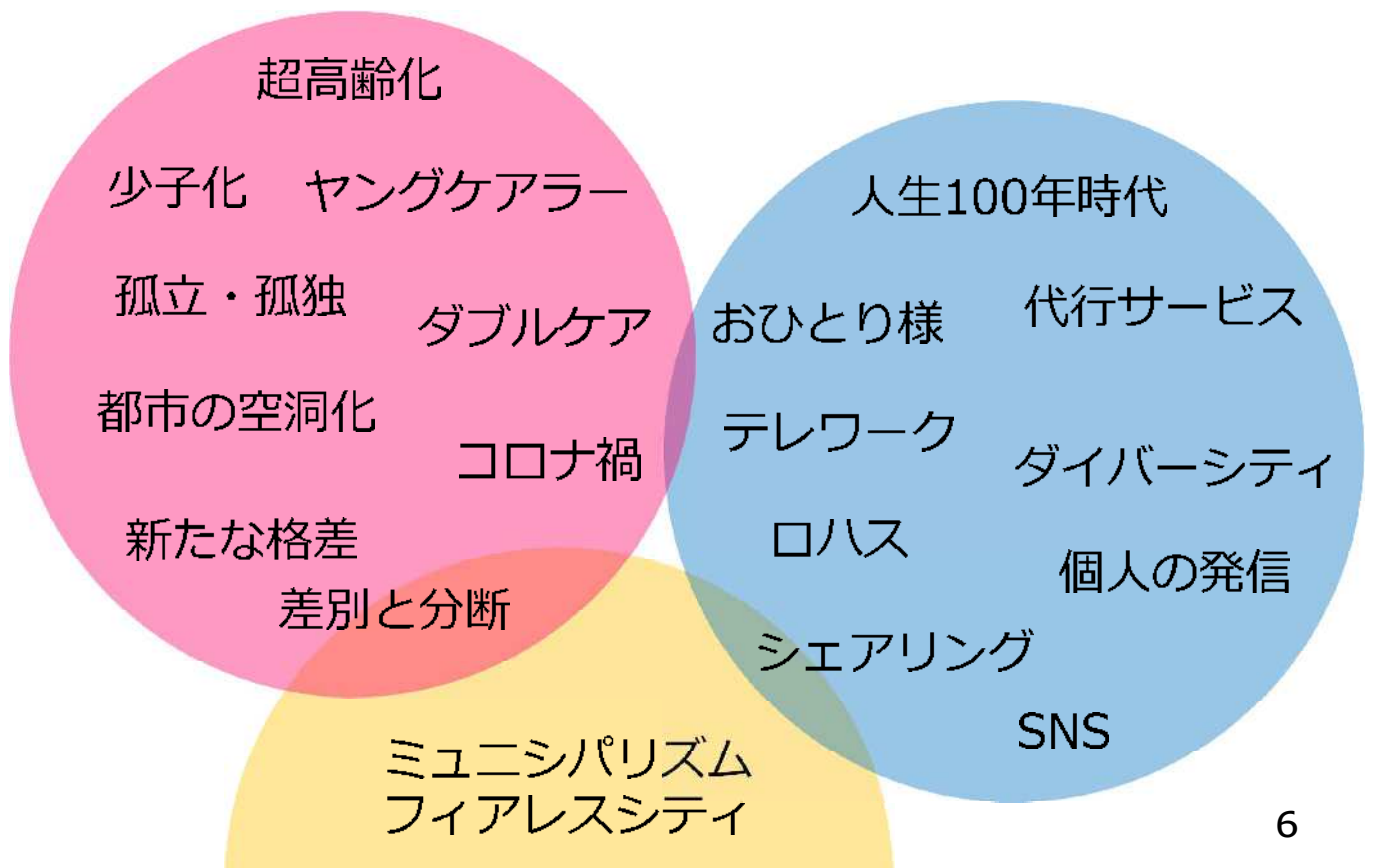 超高齢化
少子化 ヤングケアラー
孤立・孤独
ダブルケア
都市の空洞化
コロナ禍
新たな格差
差別と分断
人生100年時代
代行サービス
おひとり様
テレワーク
ダイバーシティ
ロハス
個人の発信
シェアリング
SNS
ミュニシパリズム
フィアレスシティ
6